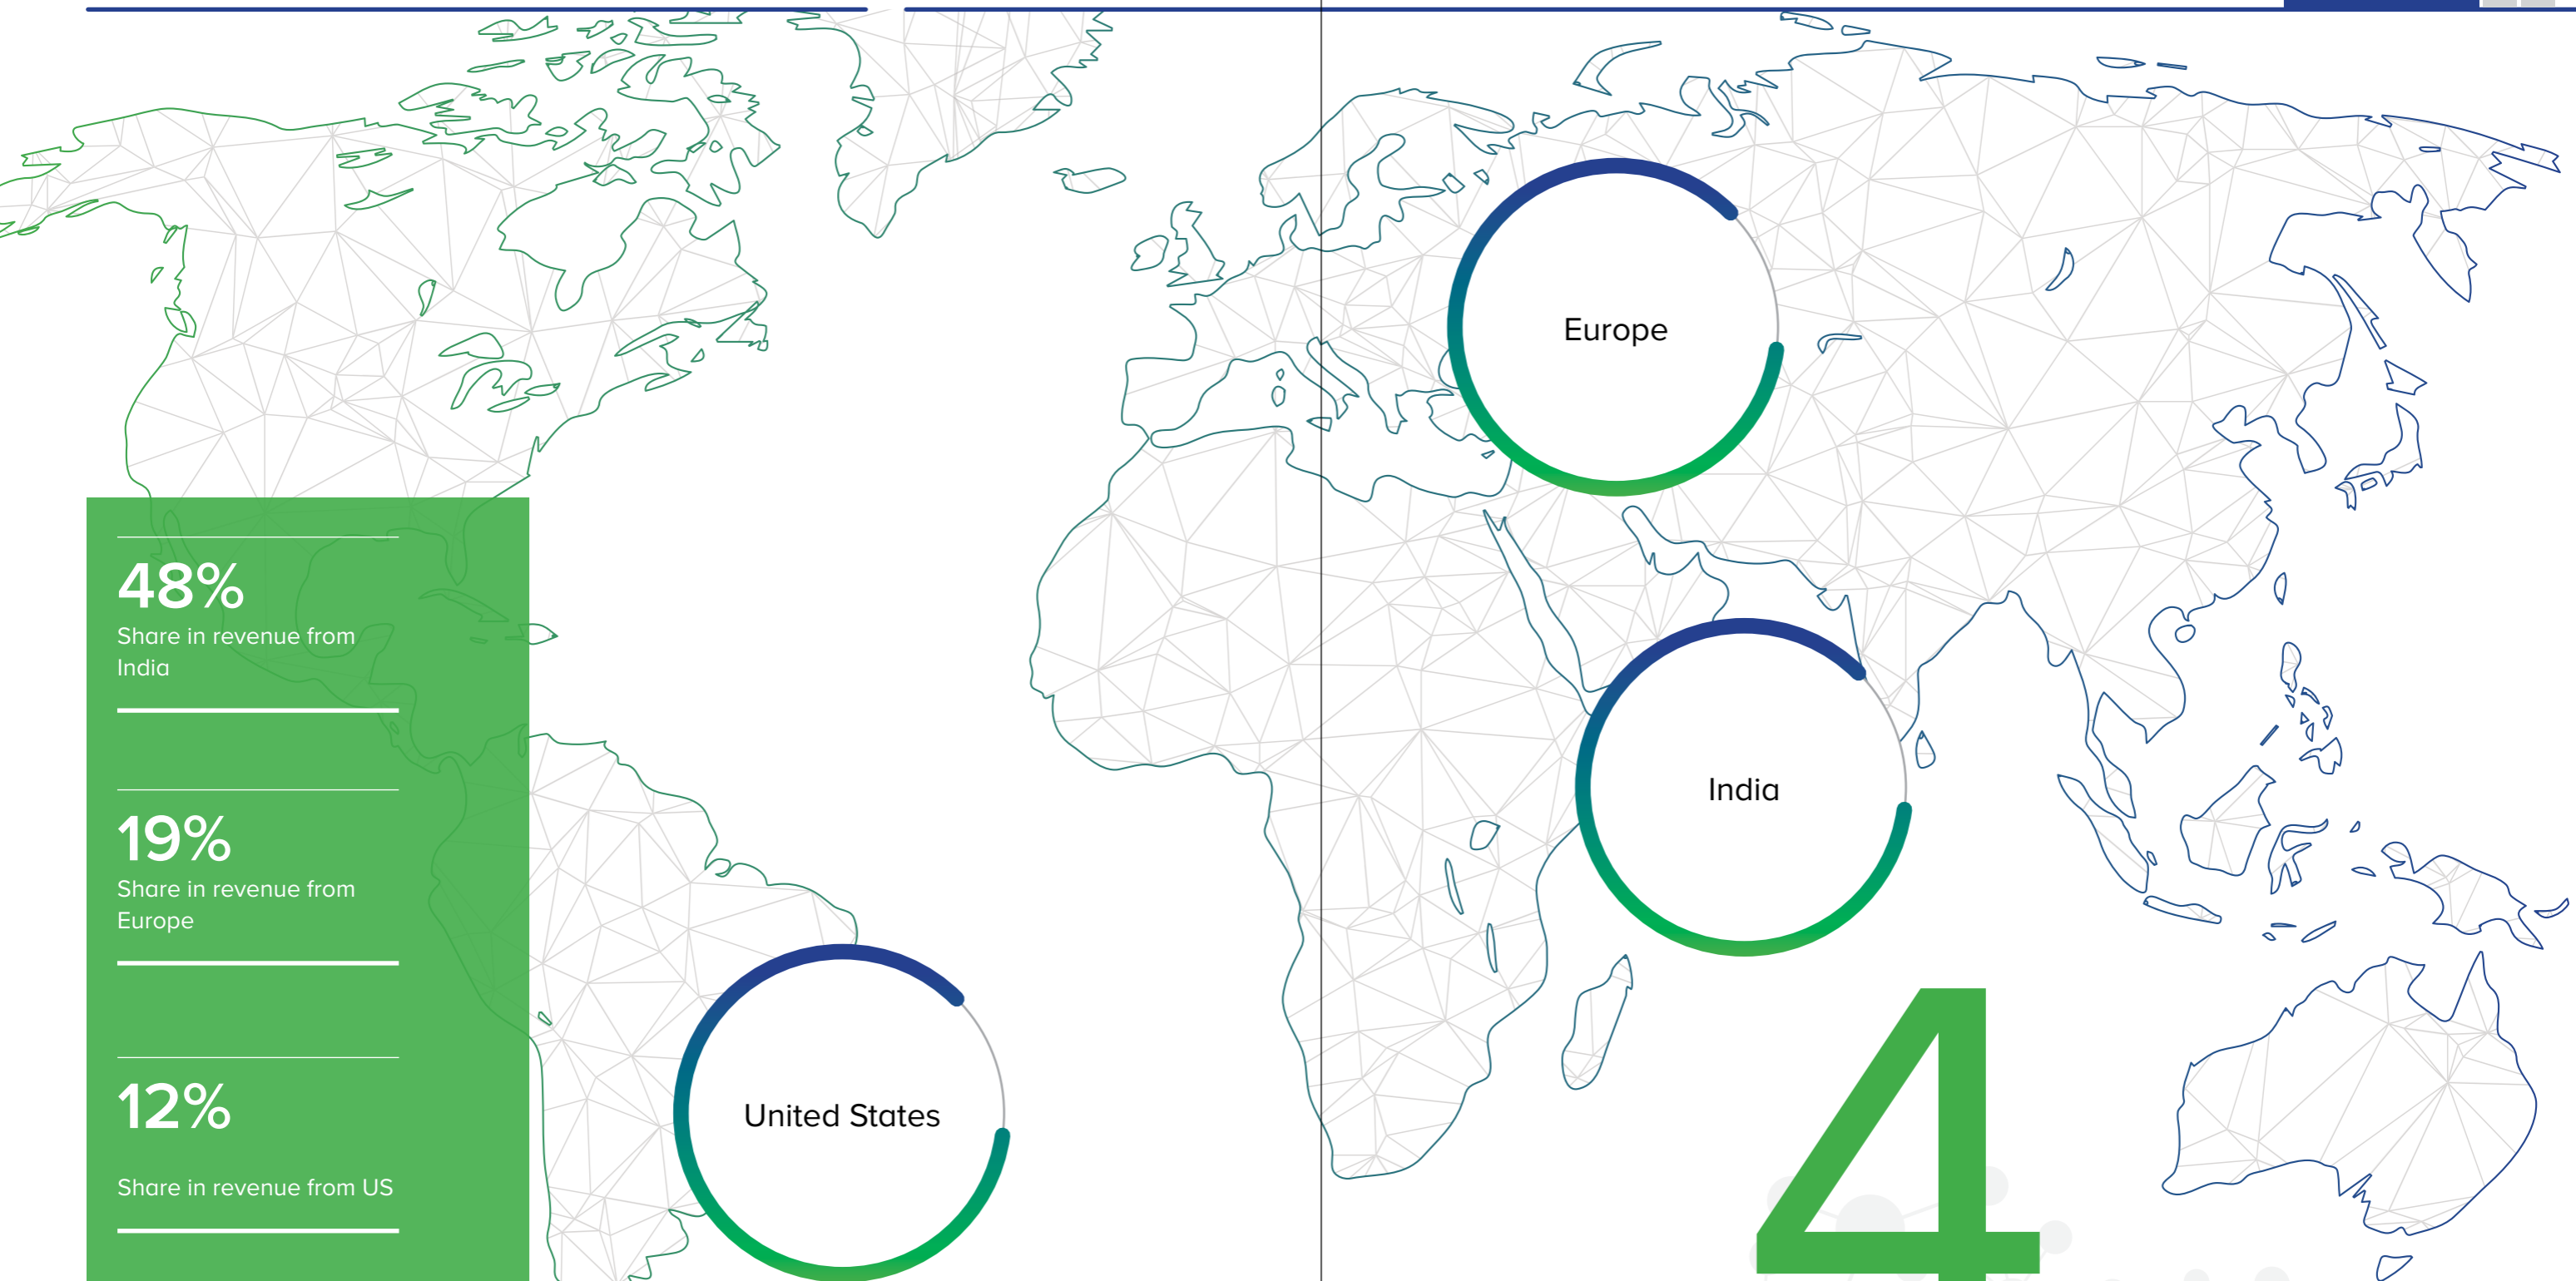 48%
Share in revenue from
India
19%
Share in revenue from
Europe
12%
Share in revenue from US
Europe
India
United States
4